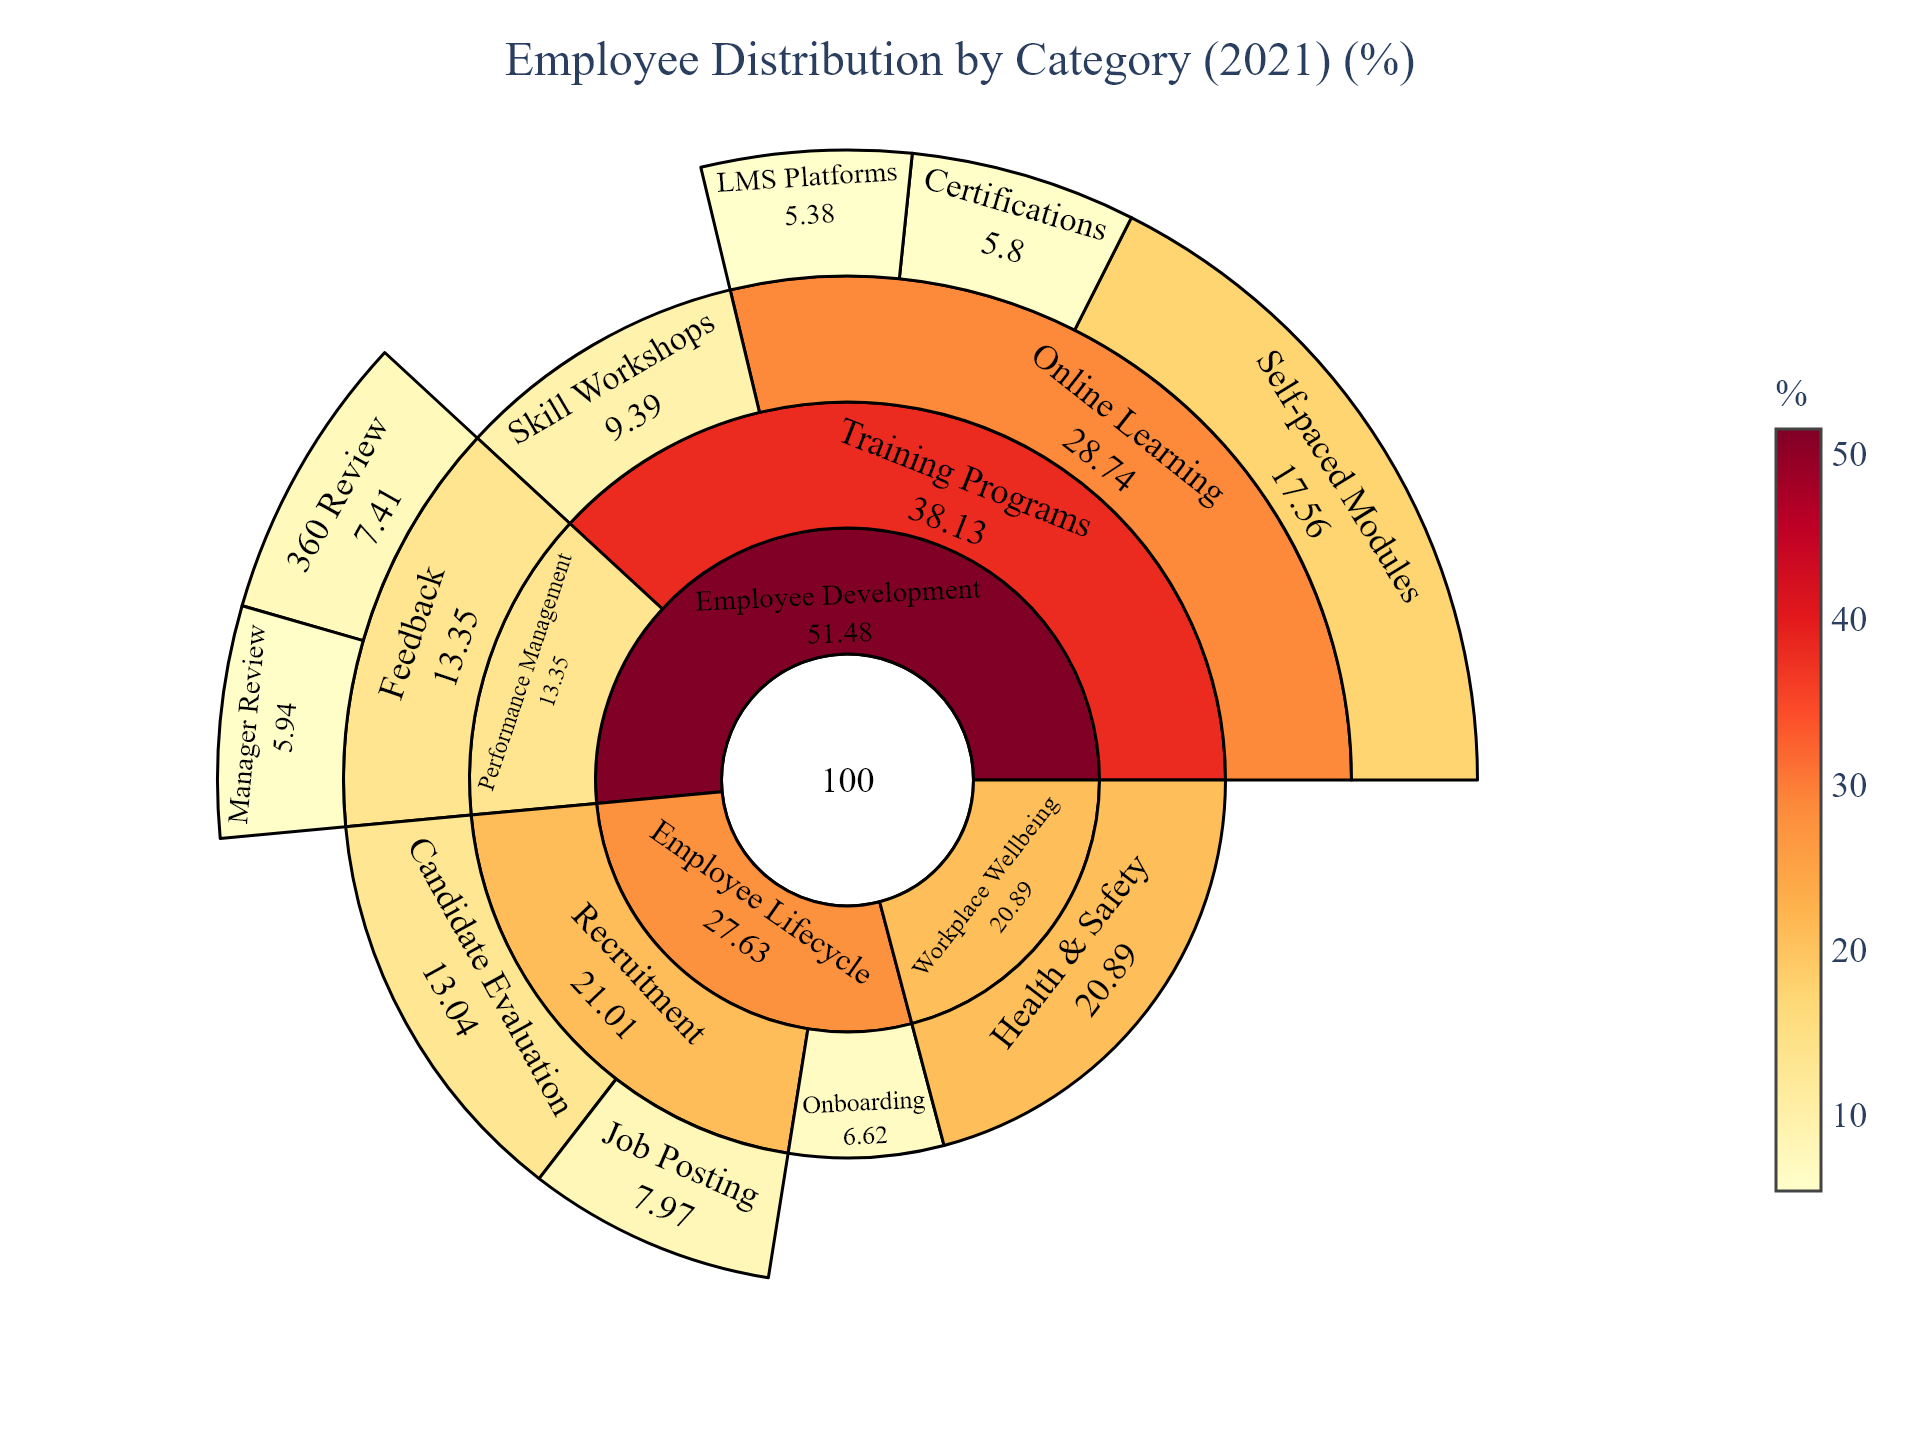 Employee Distribution by Category (2021) (%)
LMS Platforms
5.38
Certifications
5.8
Self-paced Modules
17.56
Skill Workshops
9.39
Online Learning
28.74
Training Programs
38.13
360 Review
7.41
Feedback
13.35
Performance Management
13.35
Employee Development
51.48
Manager Review
5.94
100
Employee Lifecycle
27.63
Workplace Wellbeing
20.89
Health & Safety
20.89
Candidate Evaluation
13.04
Recruitment
21.01
Job Posting
7.97
Onboarding
6.62
%
50
40
30
20
10